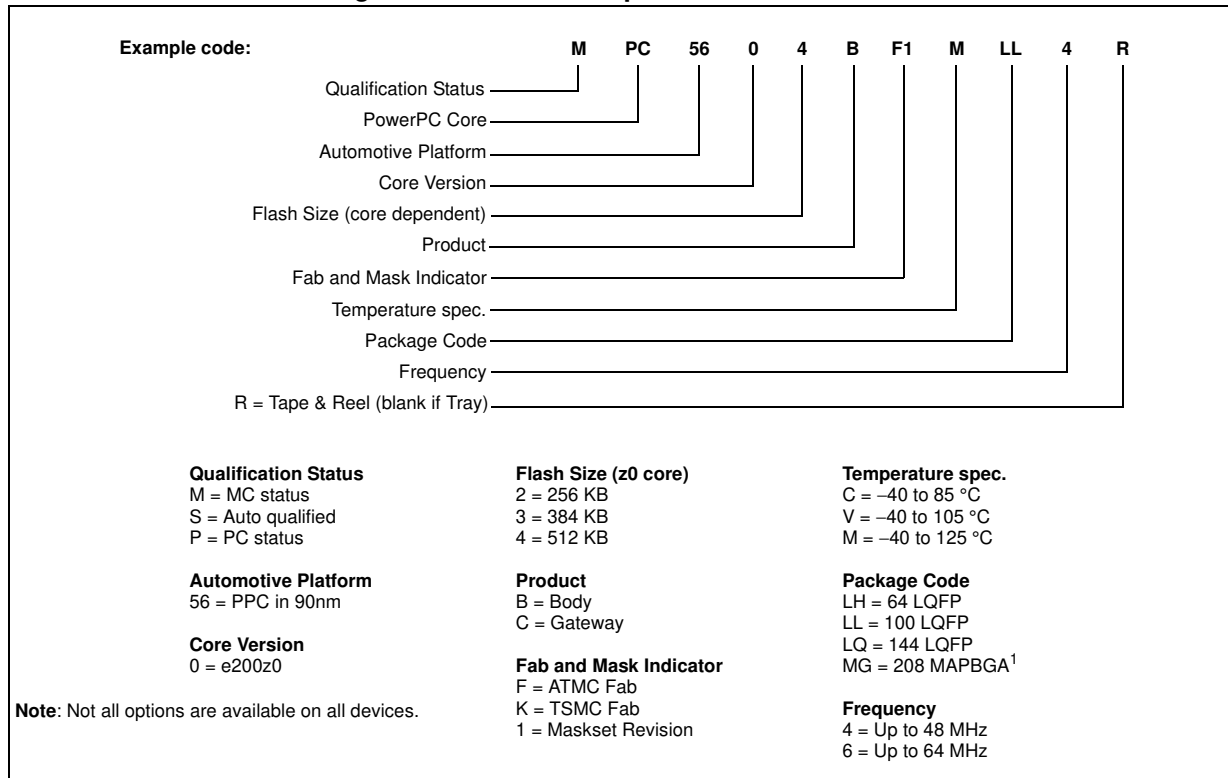 Example code: M PC 56 0 4 B F1 M LL 4 R
Qualification Status
PowerPC Core
Automotive Platform
Core Version
Flash Size (core dependent)
Product
Fab and Mask Indicator
Temperature spec.
Package Code
Frequency
R = Tape & Reel (blank if Tray)
Qualification Status
M = MC status
S = Auto qualified
P = PC status
Automotive Platform
56 = PPC in 90nm
Core Version
0 = e200z0
Note: Not all options are available on all devices.
Flash Size (z0 core)
2 = 256 KB
3 = 384 KB
4 = 512 KB
Product
B = Body
C = Gateway
Fab and Mask Indicator
F = ATMC Fab
K = TSMC Fab
1 = Maskset Revision
Temperature spec.
C = −40 to 85 °C
V = −40 to 105 °C
M = −40 to 125 °C
Package Code
LH = 64 LQFP
LL = 100 LQFP
LQ = 144 LQFP
MG = 208 MAPBGA1
Frequency
4 = Up to 48 MHz
6 = Up to 64 MHz